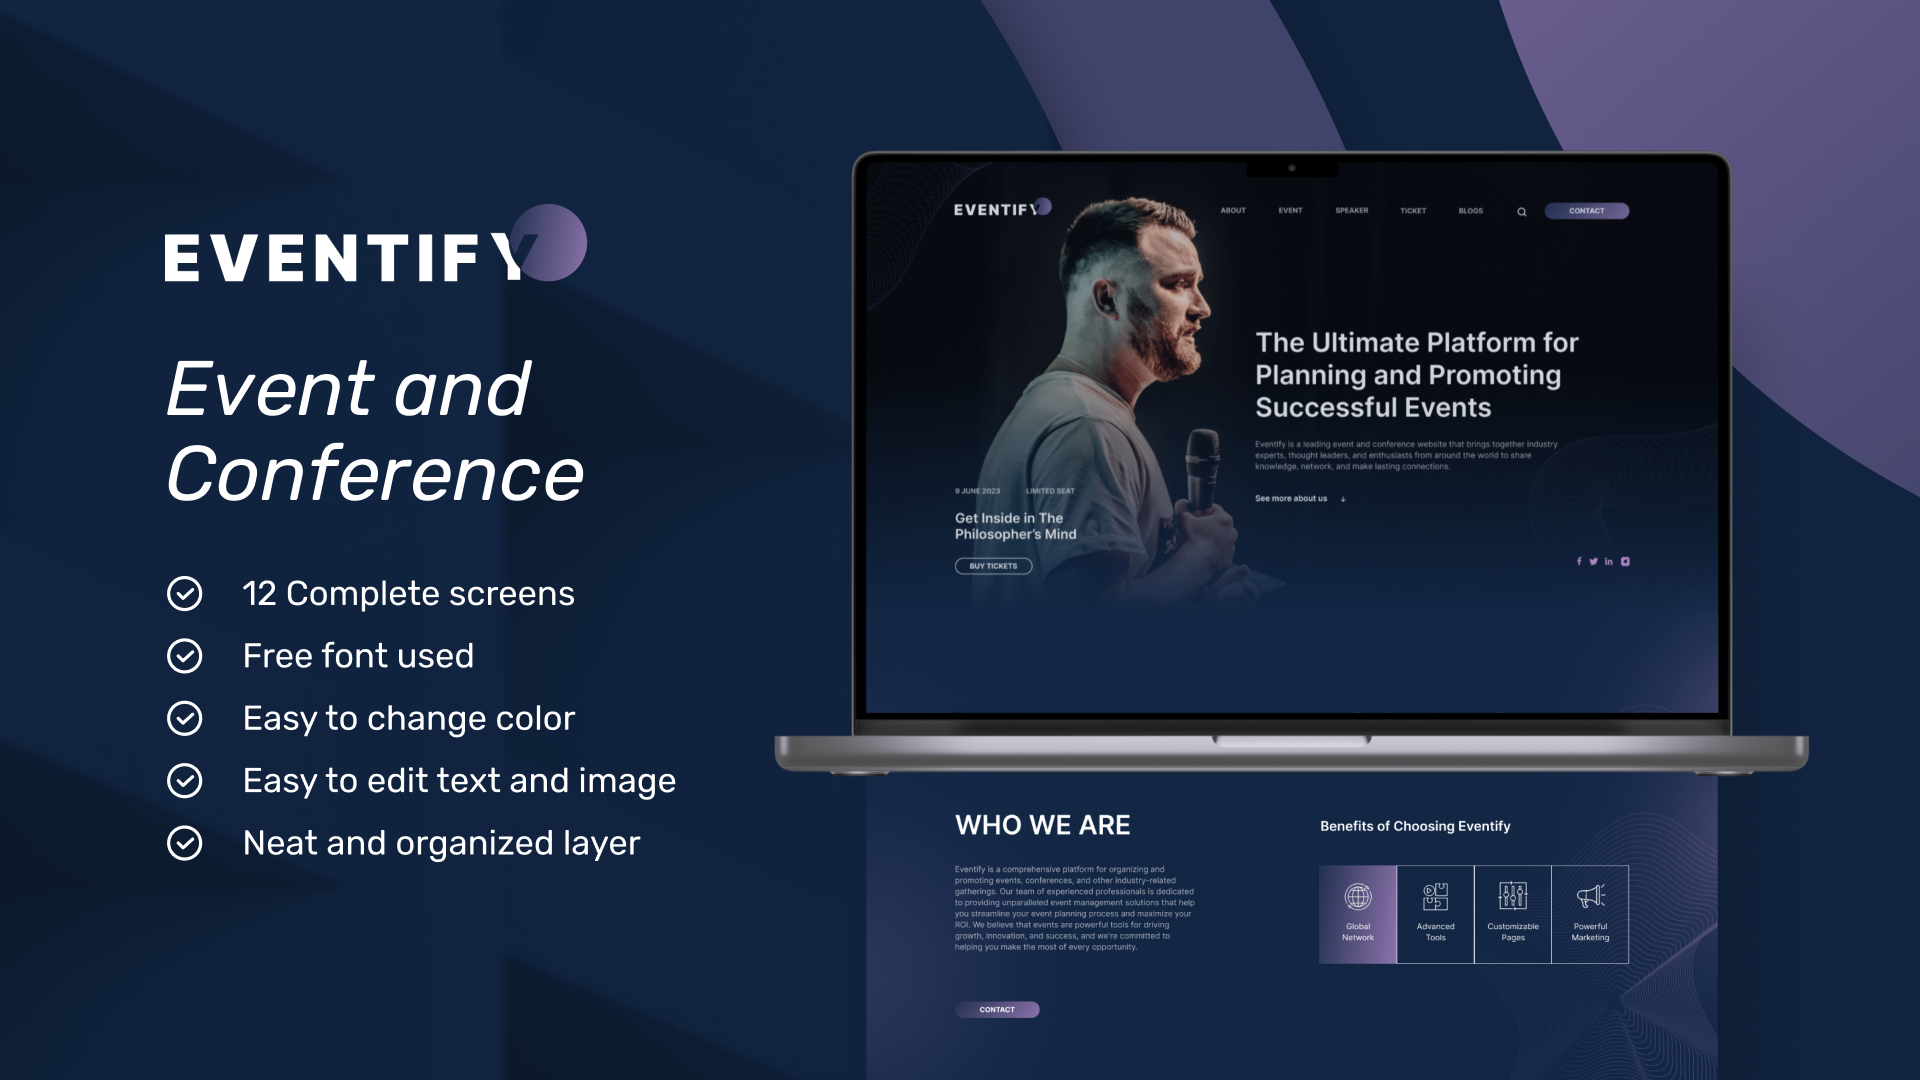 EVENTIFY
Event and
Conference
12 Complete screens
Free font used
Easy to change color
Easy to edit text and image
Neat and organized layer
EVENTIFY
ABOUT
EVENT
SPEAKER
TICKET
BLOGS
CONTACT
The Ultimate Platform for
Planning and Promoting
Successful Events
Eventify is a leading event and conference website that brings together industry
experts, thought leaders, and enthusiasts from around the world to share
knowledge, network, and make lasting connections.
See more about us
9 JUNE 2023
LIMITED SEAT
Get Inside in The
Philosopher's Mind
BUY TICKETS
f
in
WHO WE ARE
Eventify is a comprehensive platform for organizing and
promoting events, conferences, and other industry-related
gatherings. Our team of experienced professionals is dedicated
to providing unparalleled event management solutions that help
you streamline your event planning process and maximize your
ROI. We believe that events are powerful tools for driving
growth, innovation, and success, and we're committed to
helping you make the most of every opportunity.
CONTACT
Benefits of Choosing Eventify
Global
Network
Advanced
Tools
Customizable
Pages
Powerful
Marketing